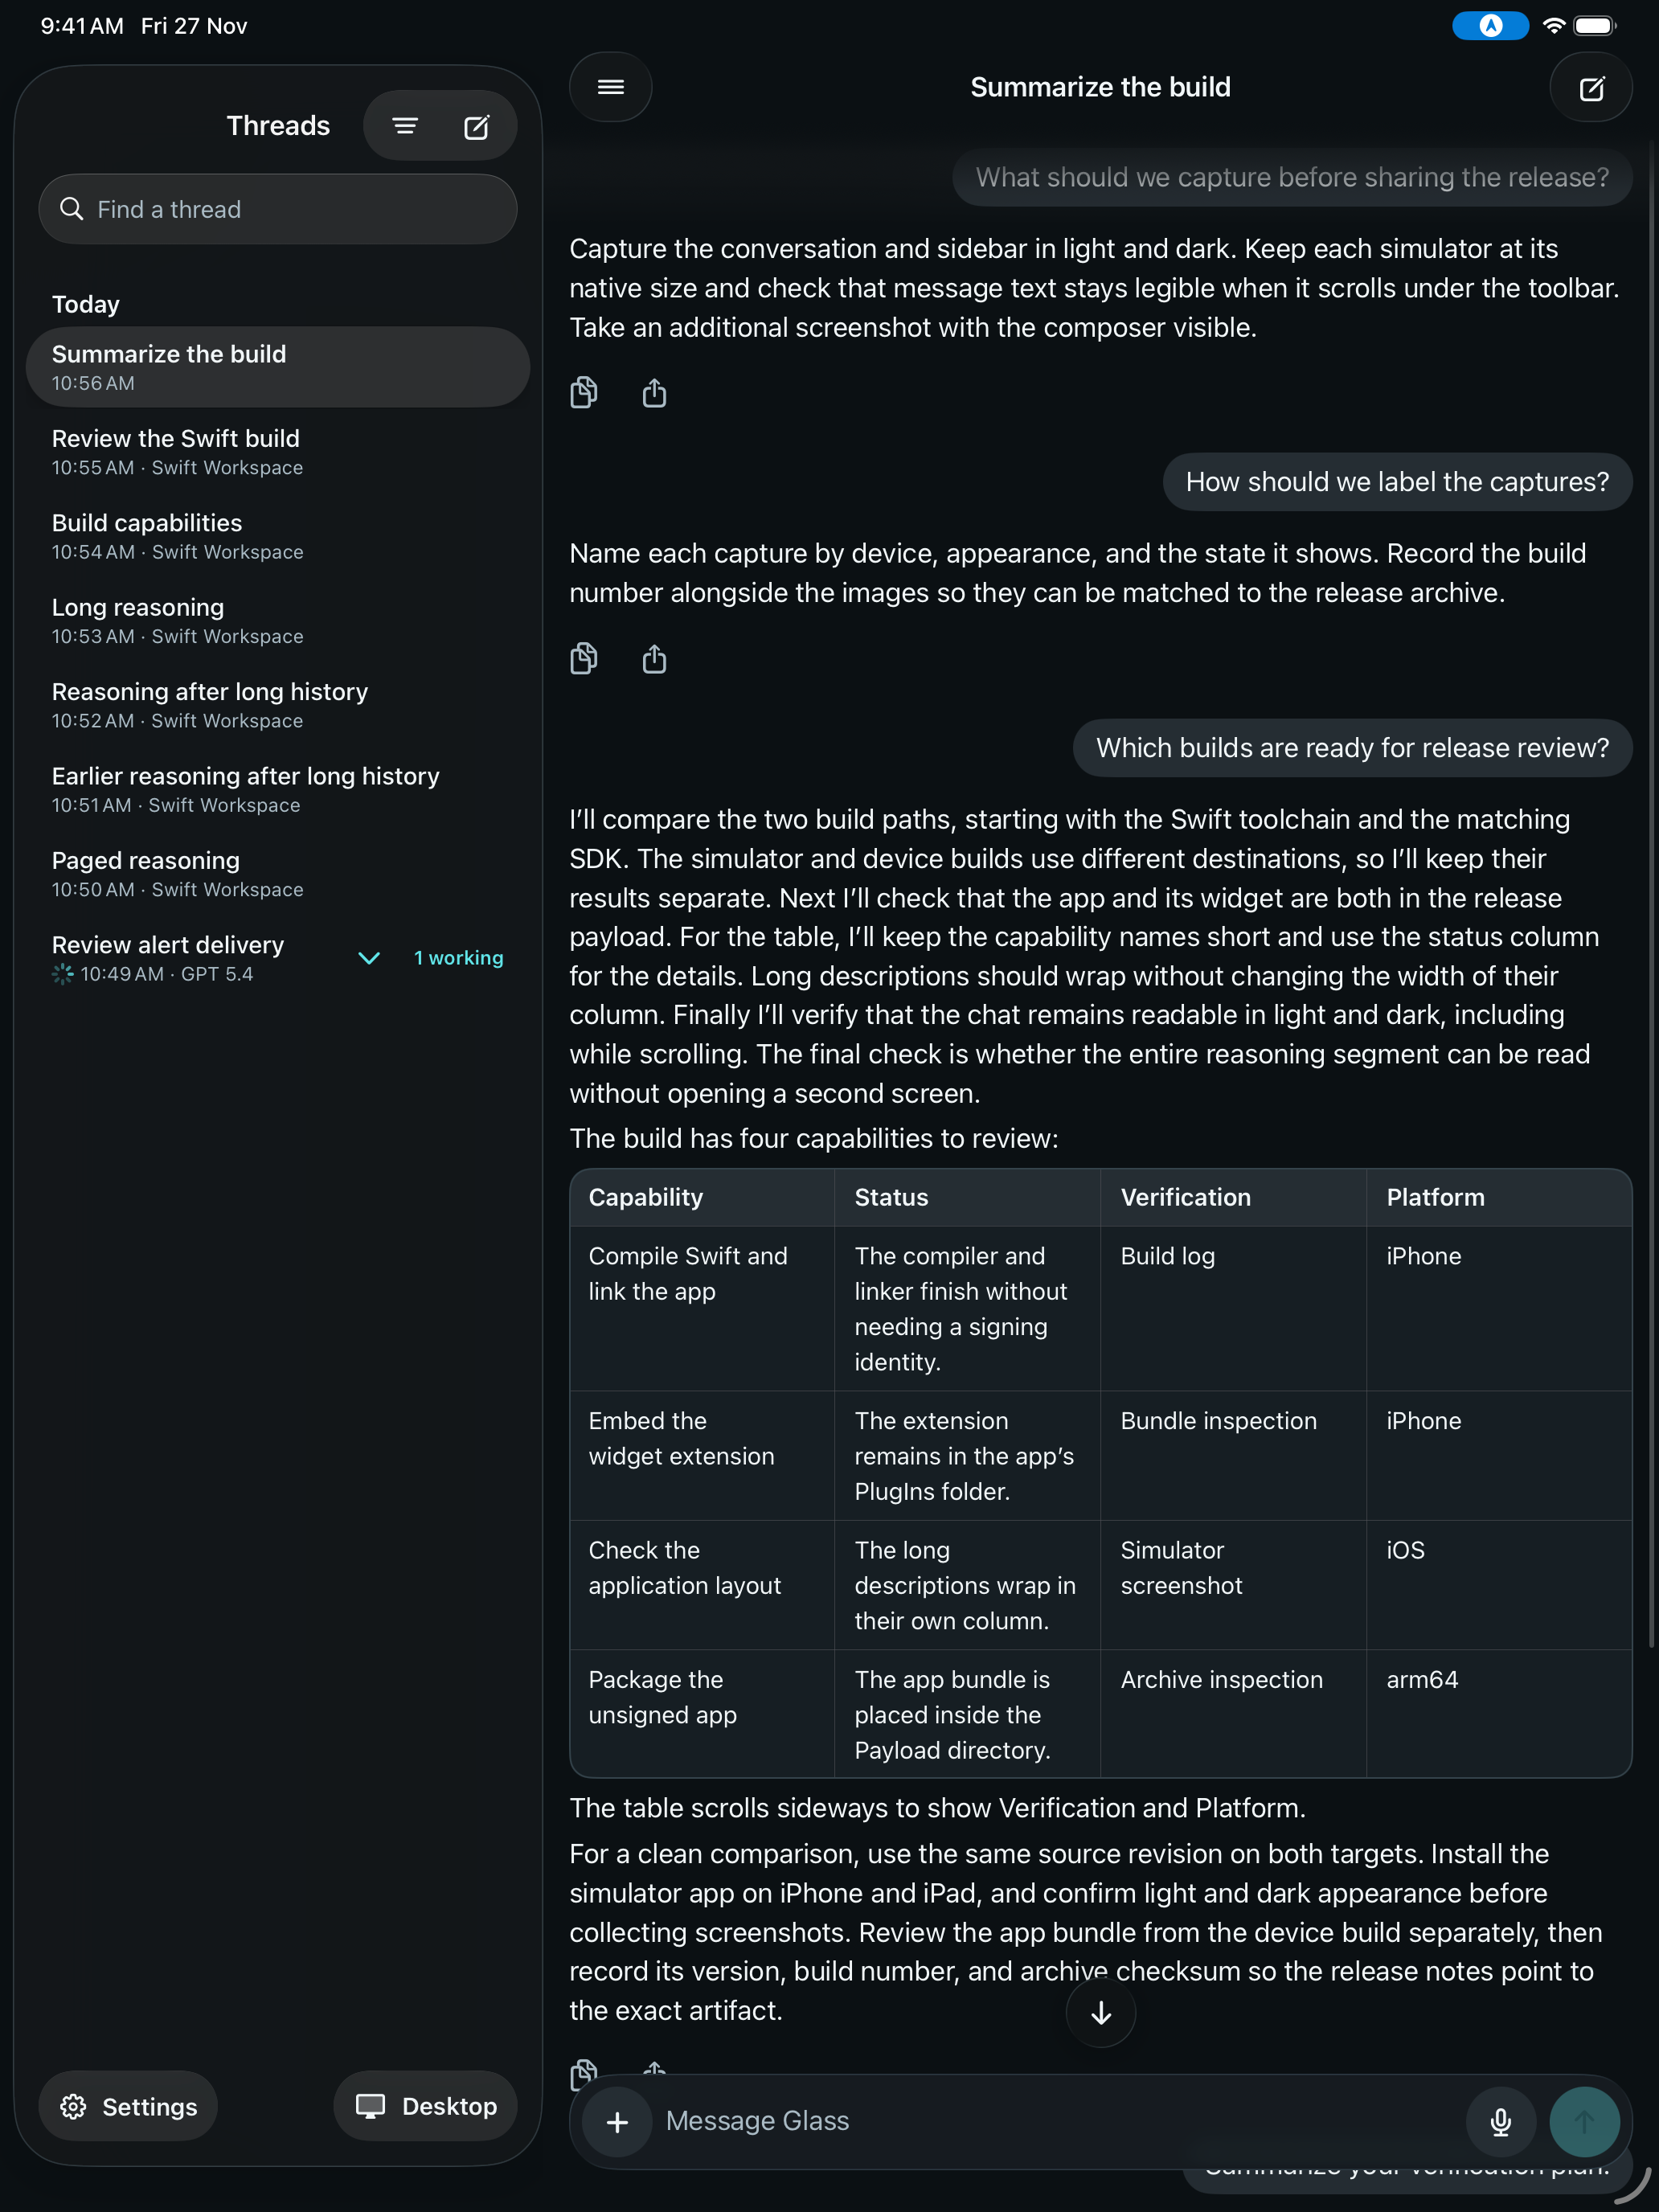 9:41 AM Fri 27 Nov
Threads
Find a thread
Today
Summarize the build
10:56 AM
Review the Swift build
10:55 AM · Swift Workspace
Build capabilities
10:54 AM · Swift Workspace
Long reasoning
10:53 AM · Swift Workspace
Reasoning after long history
10:52 AM · Swift Workspace
Earlier reasoning after long history
10:51 AM · Swift Workspace
Paged reasoning
10:50 AM · Swift Workspace
Review alert delivery
10:49 AM · GPT 5.4
1 working
Settings
Desktop
Summarize the build
What should we capture before sharing the release?
Capture the conversation and sidebar in light and dark. Keep each simulator at its
native size and check that message text stays legible when it scrolls under the toolbar.
Take an additional screenshot with the composer visible.
How should we label the captures?
Name each capture by device, appearance, and the state it shows. Record the build
number alongside the images so they can be matched to the release archive.
Which builds are ready for release review?
I’ll compare the two build paths, starting with the Swift toolchain and the matching
SDK. The simulator and device builds use different destinations, so I’ll keep their
results separate. Next I’ll check that the app and its widget are both in the release
payload. For the table, I’ll keep the capability names short and use the status column
for the details. Long descriptions should wrap without changing the width of their
column. Finally I’ll verify that the chat remains readable in light and dark, including
while scrolling. The final check is whether the entire reasoning segment can be read
without opening a second screen.
The build has four capabilities to review:
Capability Status Verification Platform
Compile Swift and
link the app
The compiler and
linker finish without
needing a signing
identity.
Build log
iPhone
Embed the
widget extension
The extension
remains in the app’s
PlugIns folder.
Bundle inspection
iPhone
Check the
application layout
The long
descriptions wrap in
their own column.
Simulator
screenshot
iOS
Package the
unsigned app
The app bundle is
placed inside the
Payload directory.
Archive inspection
arm64
The table scrolls sideways to show Verification and Platform.
For a clean comparison, use the same source revision on both targets. Install the
simulator app on iPhone and iPad, and confirm light and dark appearance before
collecting screenshots. Review the app bundle from the device build separately, then
record its version, build number, and archive checksum so the release notes point to
the exact artifact.
Message Glass
Summarize your verification plan.